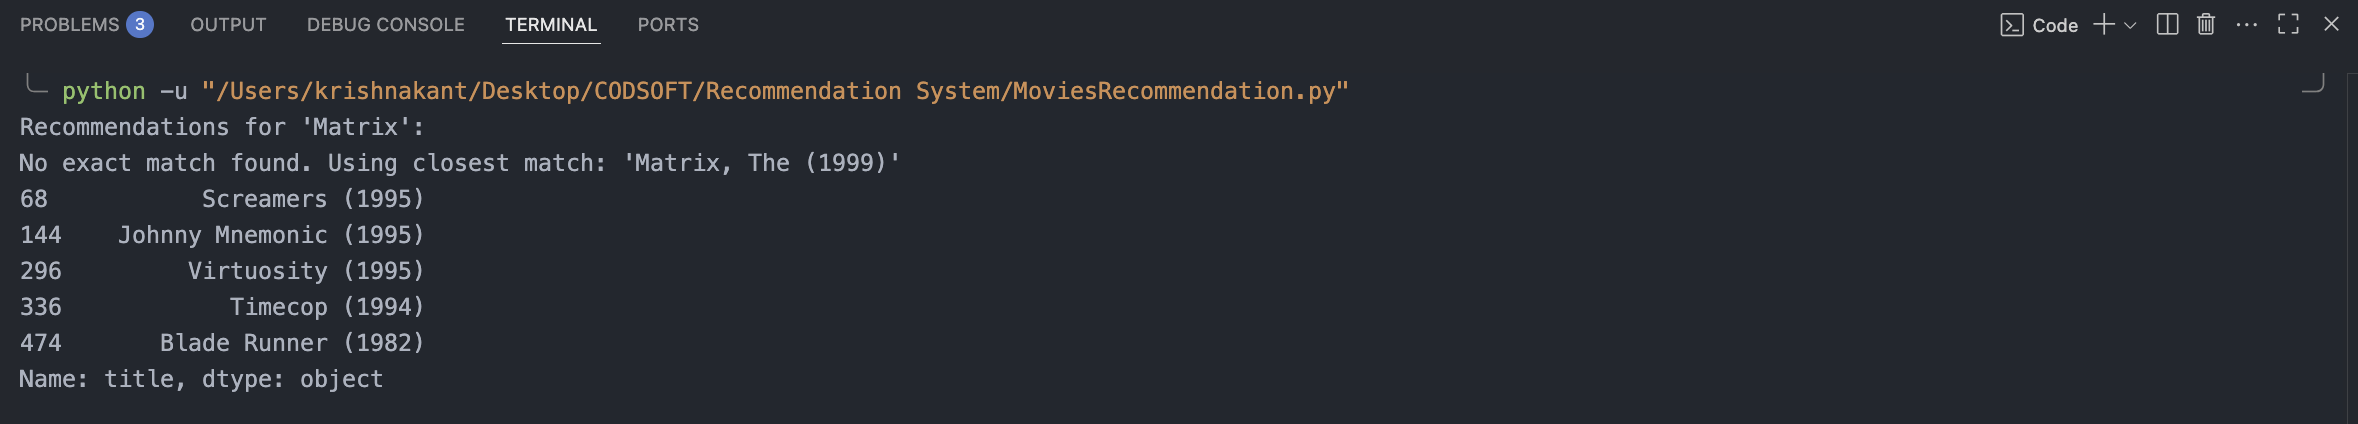 PROBLEMS 3 OUTPUT DEBUG CONSOLE TERMINAL PORTS Code
python -u "/Users/krishnakant/Desktop/CODSOFT/Recommendation System/MoviesRecommendation.py"
Recommendations for 'Matrix':
No exact match found. Using closest match: 'Matrix, The (1999)'
68 Screamers (1995)
144 Johnny Mnemonic (1995)
296 Virtuosity (1995)
336 Timecop (1994)
474 Blade Runner (1982)
Name: title, dtype: object